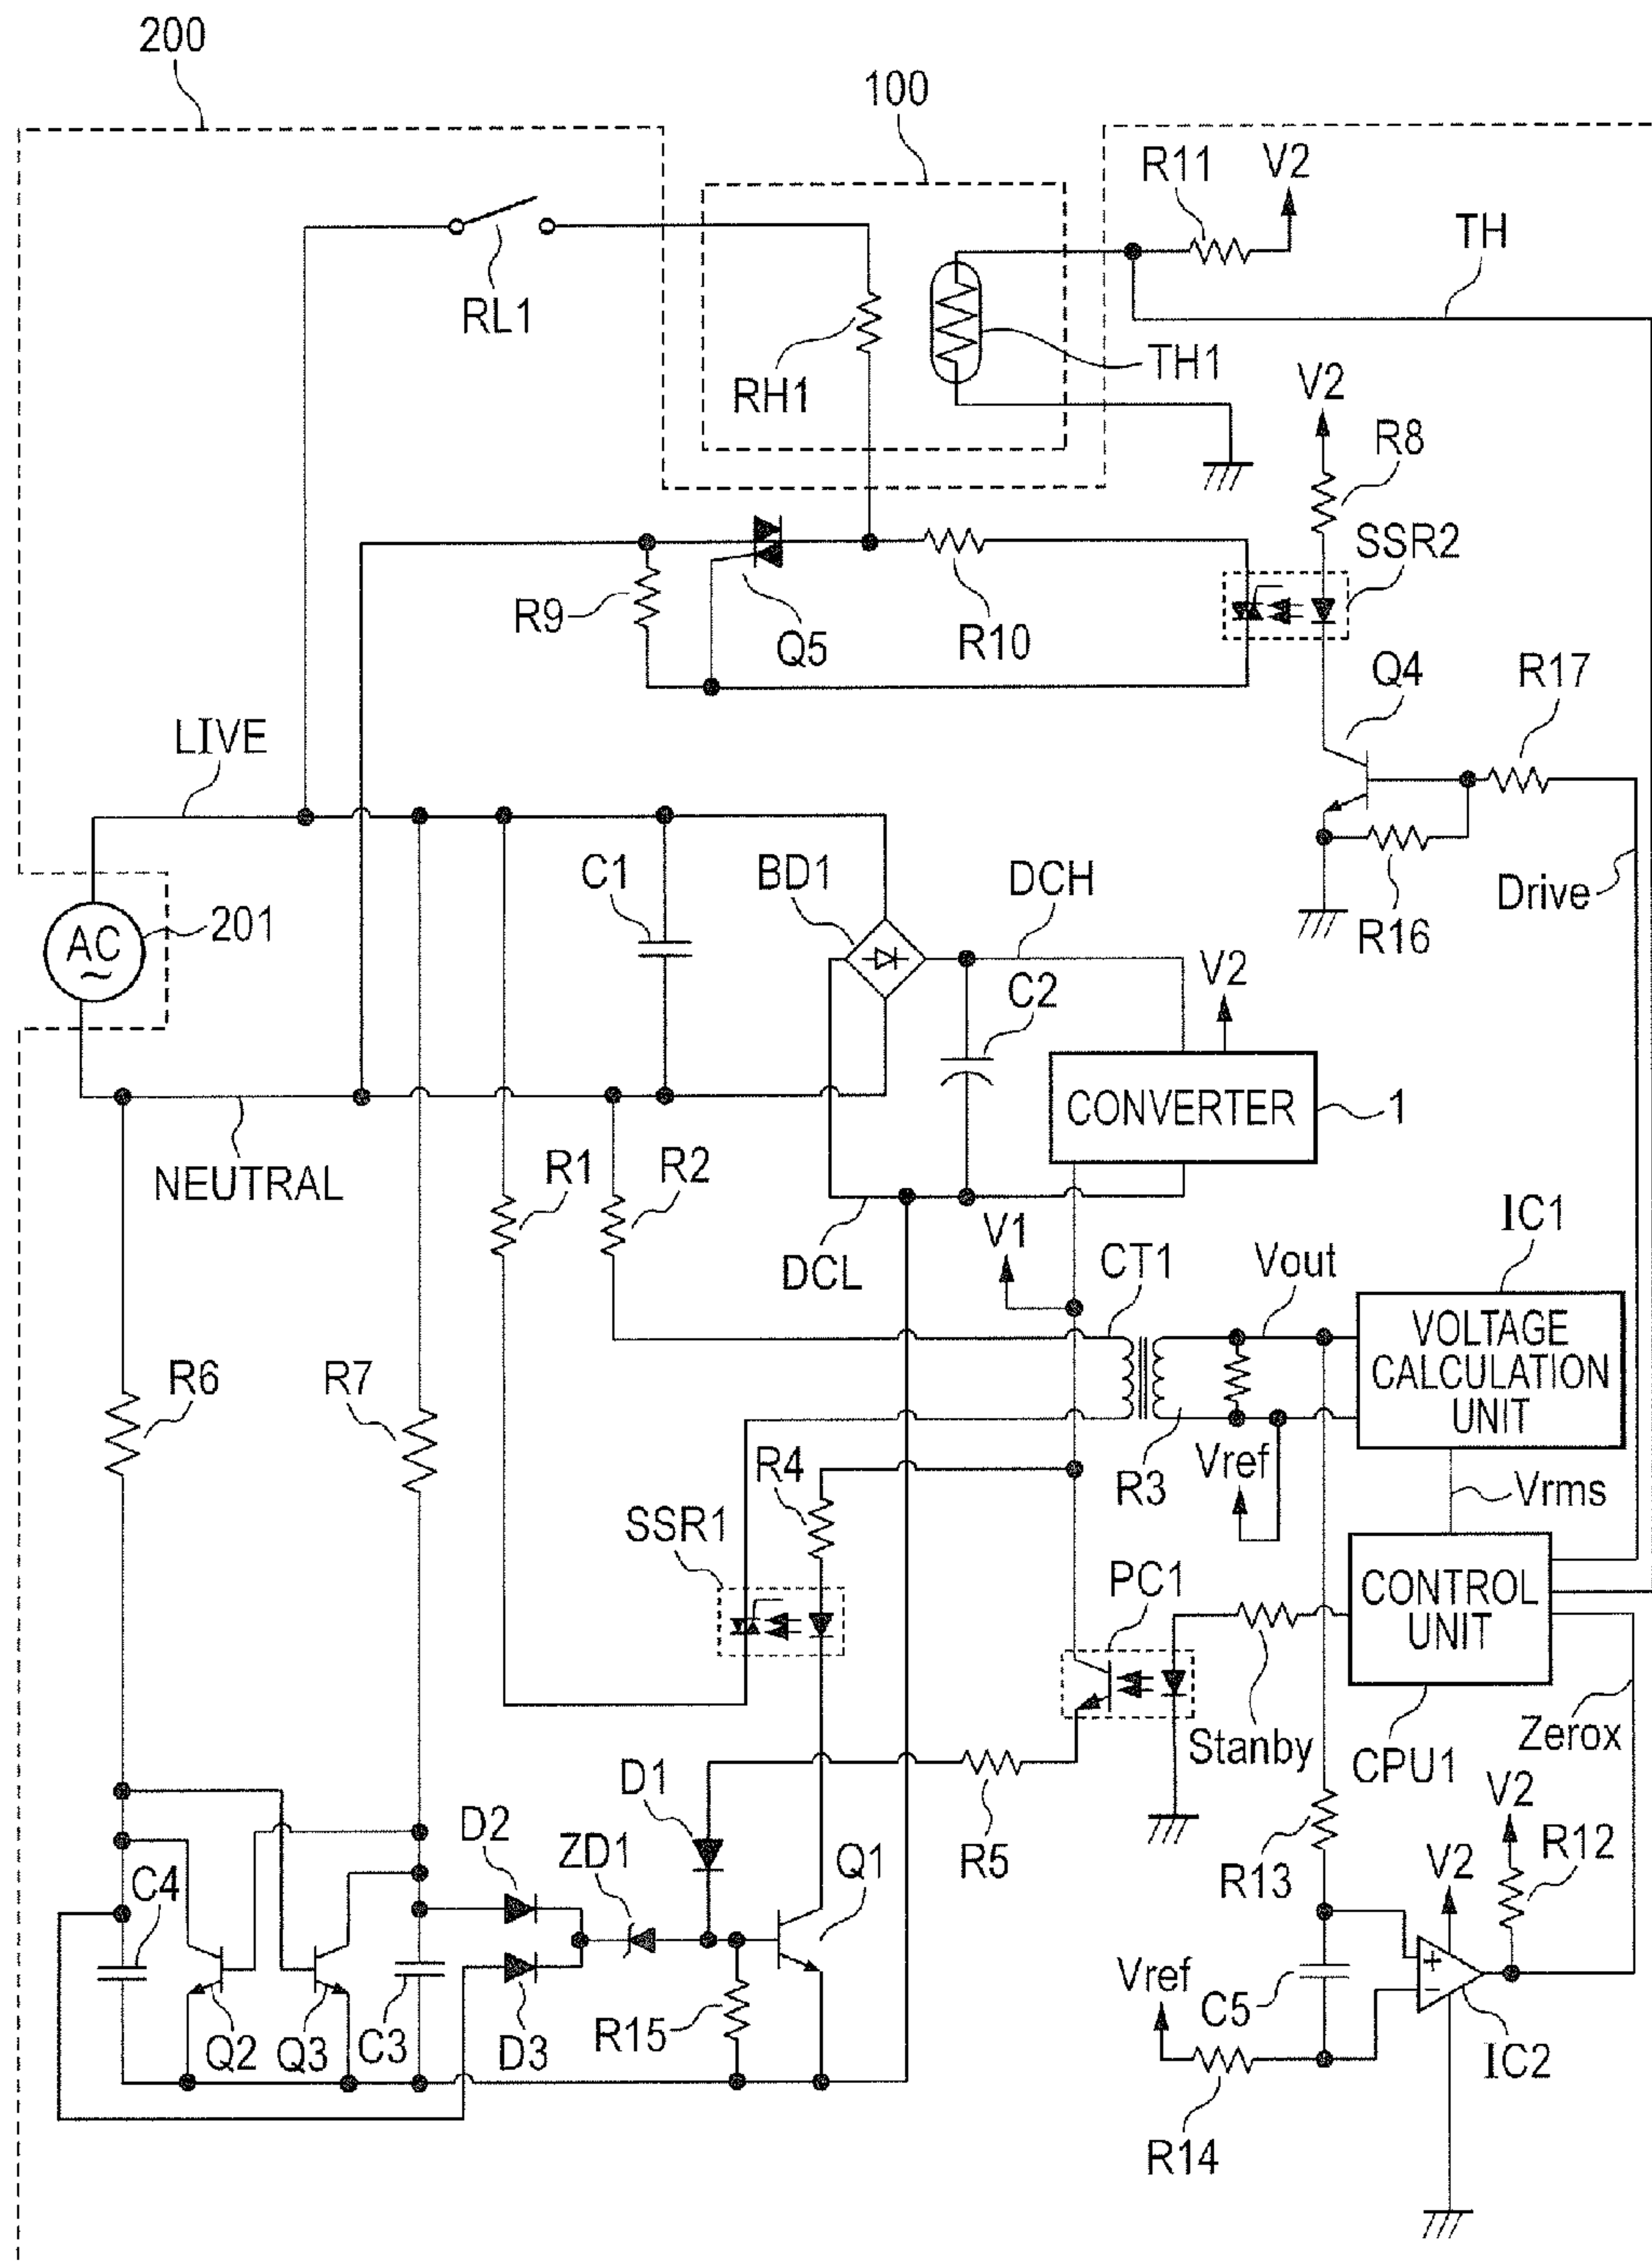 200
100
R11
V2
TH
RL1
RH1
TH1
V2
R8
SSR2
R9
Q5
R10
Q4
R17
LIVE
C1
BD1
DCH
Drive
R16
AC
~
201
C2
V2
CONVERTER
1
NEUTRAL
R1
R2
DCL
V1
CT1
Vout
IC1
VOLTAGE
CALCULATION
UNIT
R6
R7
R4
R3
Vref
Vrms
SSR1
PC1
CONTROL
UNIT
Stanby
CPU1
Zerox
D1
R5
R13
V2
V2
R12
C4
D2
ZD1
Q1
Q2
Q3
C3
D3
R15
Vref
C5
+
-
IC2
R14